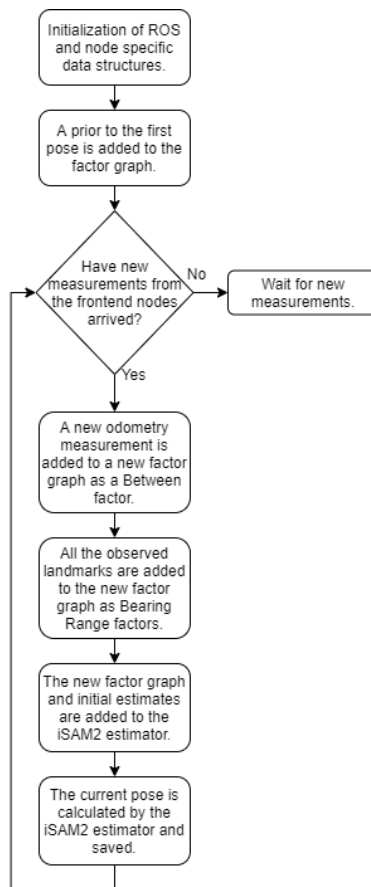 Initialization of ROS
and node specific
data structures.
A prior to the first
pose is added to the
factor graph.
Have new
measurements from
the frontend nodes
arrived?
No
Wait for new
measurements.
Yes
A new odometry
measurement is
added to a new factor
graph as a Between
factor.
All the observed
landmarks are added
to the new factor
graph as Bearing
Range factors.
The new factor graph
and initial estimates
are added to the
iSAM2 estimator.
The current pose is
calculated by the
iSAM2 estimator and
saved.